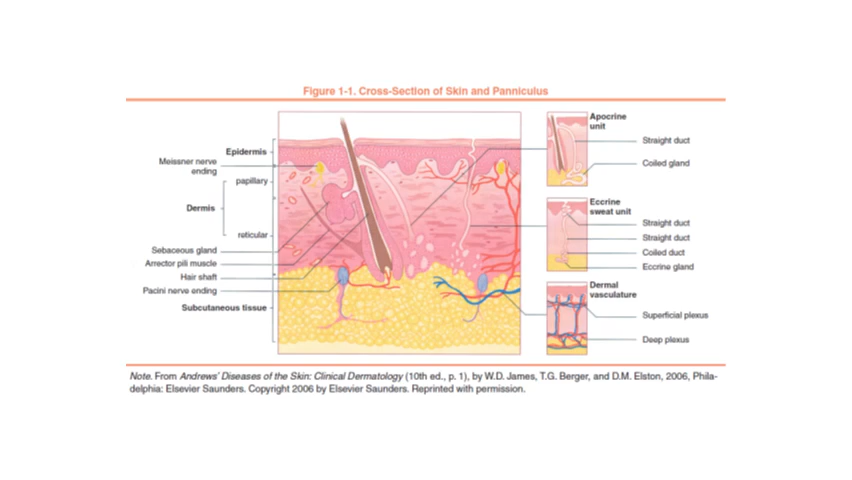 Figure 1-1. Cross-Section of Skin and Panniculus
Epidermis
Meissner nerve
ending
papillary
Dermis
reticular
Sebaceous gland
Arrector pili muscle
Hair shaft
Pacini nerve ending
Subcutaneous tissue
Apocrine
unit
Straight duct
Coiled gland
Eccrine
sweat unit
Straight duct
Straight duct
Coiled duct
Eccrine gland
Dermal
vasculature
Superficial plexus
Deep plexus
Note. From Andrews' Diseases of the Skin: Clinical Dermatology (10th ed., p. 1), by W.D. James, T.G. Berger, and D.M. Elston, 2006, Phila-
delphia: Elsevier Saunders. Copyright 2006 by Elsevier Saunders. Reprinted with permission.